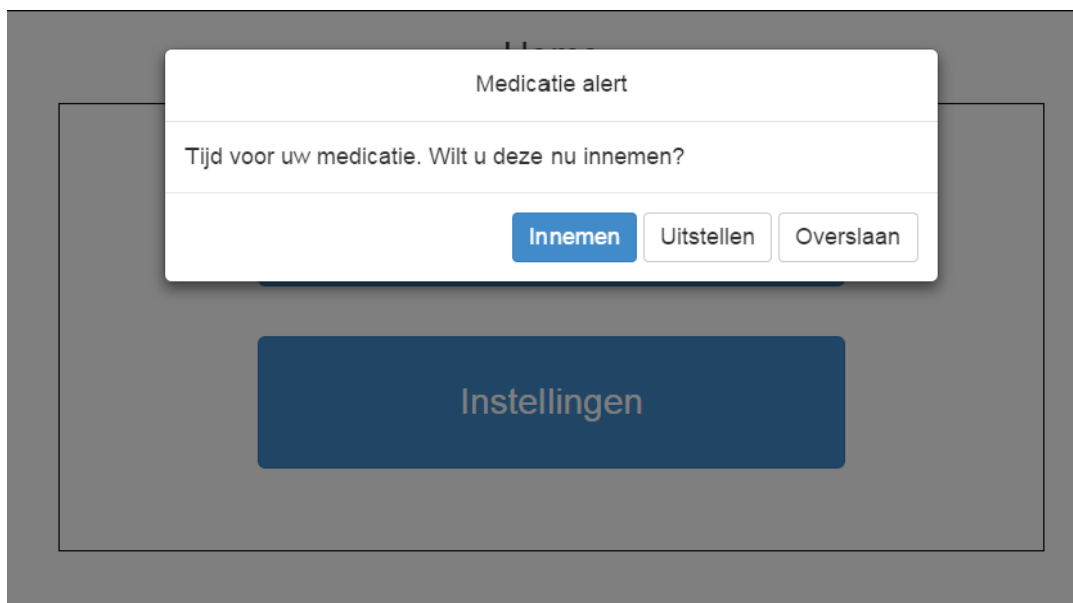 Medicatie alert
Tijd voor uw medicatie. Wilt u deze nu innemen?
Innemen Uitstellen Overslaan
Instellingen